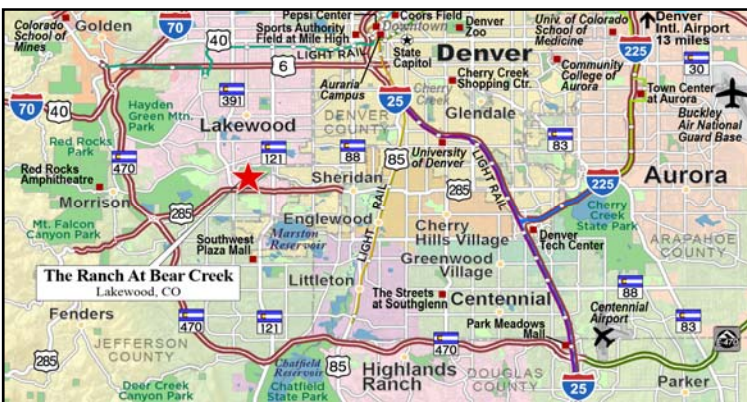 Colorado
School of
Mines
Golden
70
40
Pepsi Center
Sports Authority
Field at Mile High
Coors Field
Downtown
Denver
Zoo
Univ. of Colorado
School of
Medicine
225
Denver
Intl. Airport
13 miles
LIGHT RAIL
6
State
Capitol
Denver
Cherry Creek
Shopping Ctr.
Community
College of
Aurora
30
Town Center
at Aurora
70
40
391
Auraria
Campus
25
Cherry
Creek
Glendale
Buckley
Air National
Guard Base
Hayden
Green Mtn.
Park
Lakewood
DENVER
COUNTY
Red Rocks
Park
470
121
88
85
University
of Denver
LIGHT RAIL
83
225
Aurora
Red Rocks
Amphitheatre
Morrison
Sheridan
285
Cherry
Creek
State Park
285
Mt. Falcon
Canyon Park
Englewood
LIGHT RAIL
Cherry
Hills Village
Denver
Tech Center
ARAPAHOE
COUNTY
Southwest
Plaza Mall
Marston
Reservoir
Greenwood
Village
The Ranch At Bear Creek
Lakewood, CO
Littleton
The Streets
at Southglenn
Centennial
88
Centennial
Airport
Fenders
470
121
Park Meadows
Mall
83
470
470
285
JEFFERSON
COUNTY
Chatfield
Reservoir
85
Highlands
Ranch
DOUGLAS
COUNTY
25
Parker
Deer Creek
Canyon Park
Chatfield
State Park